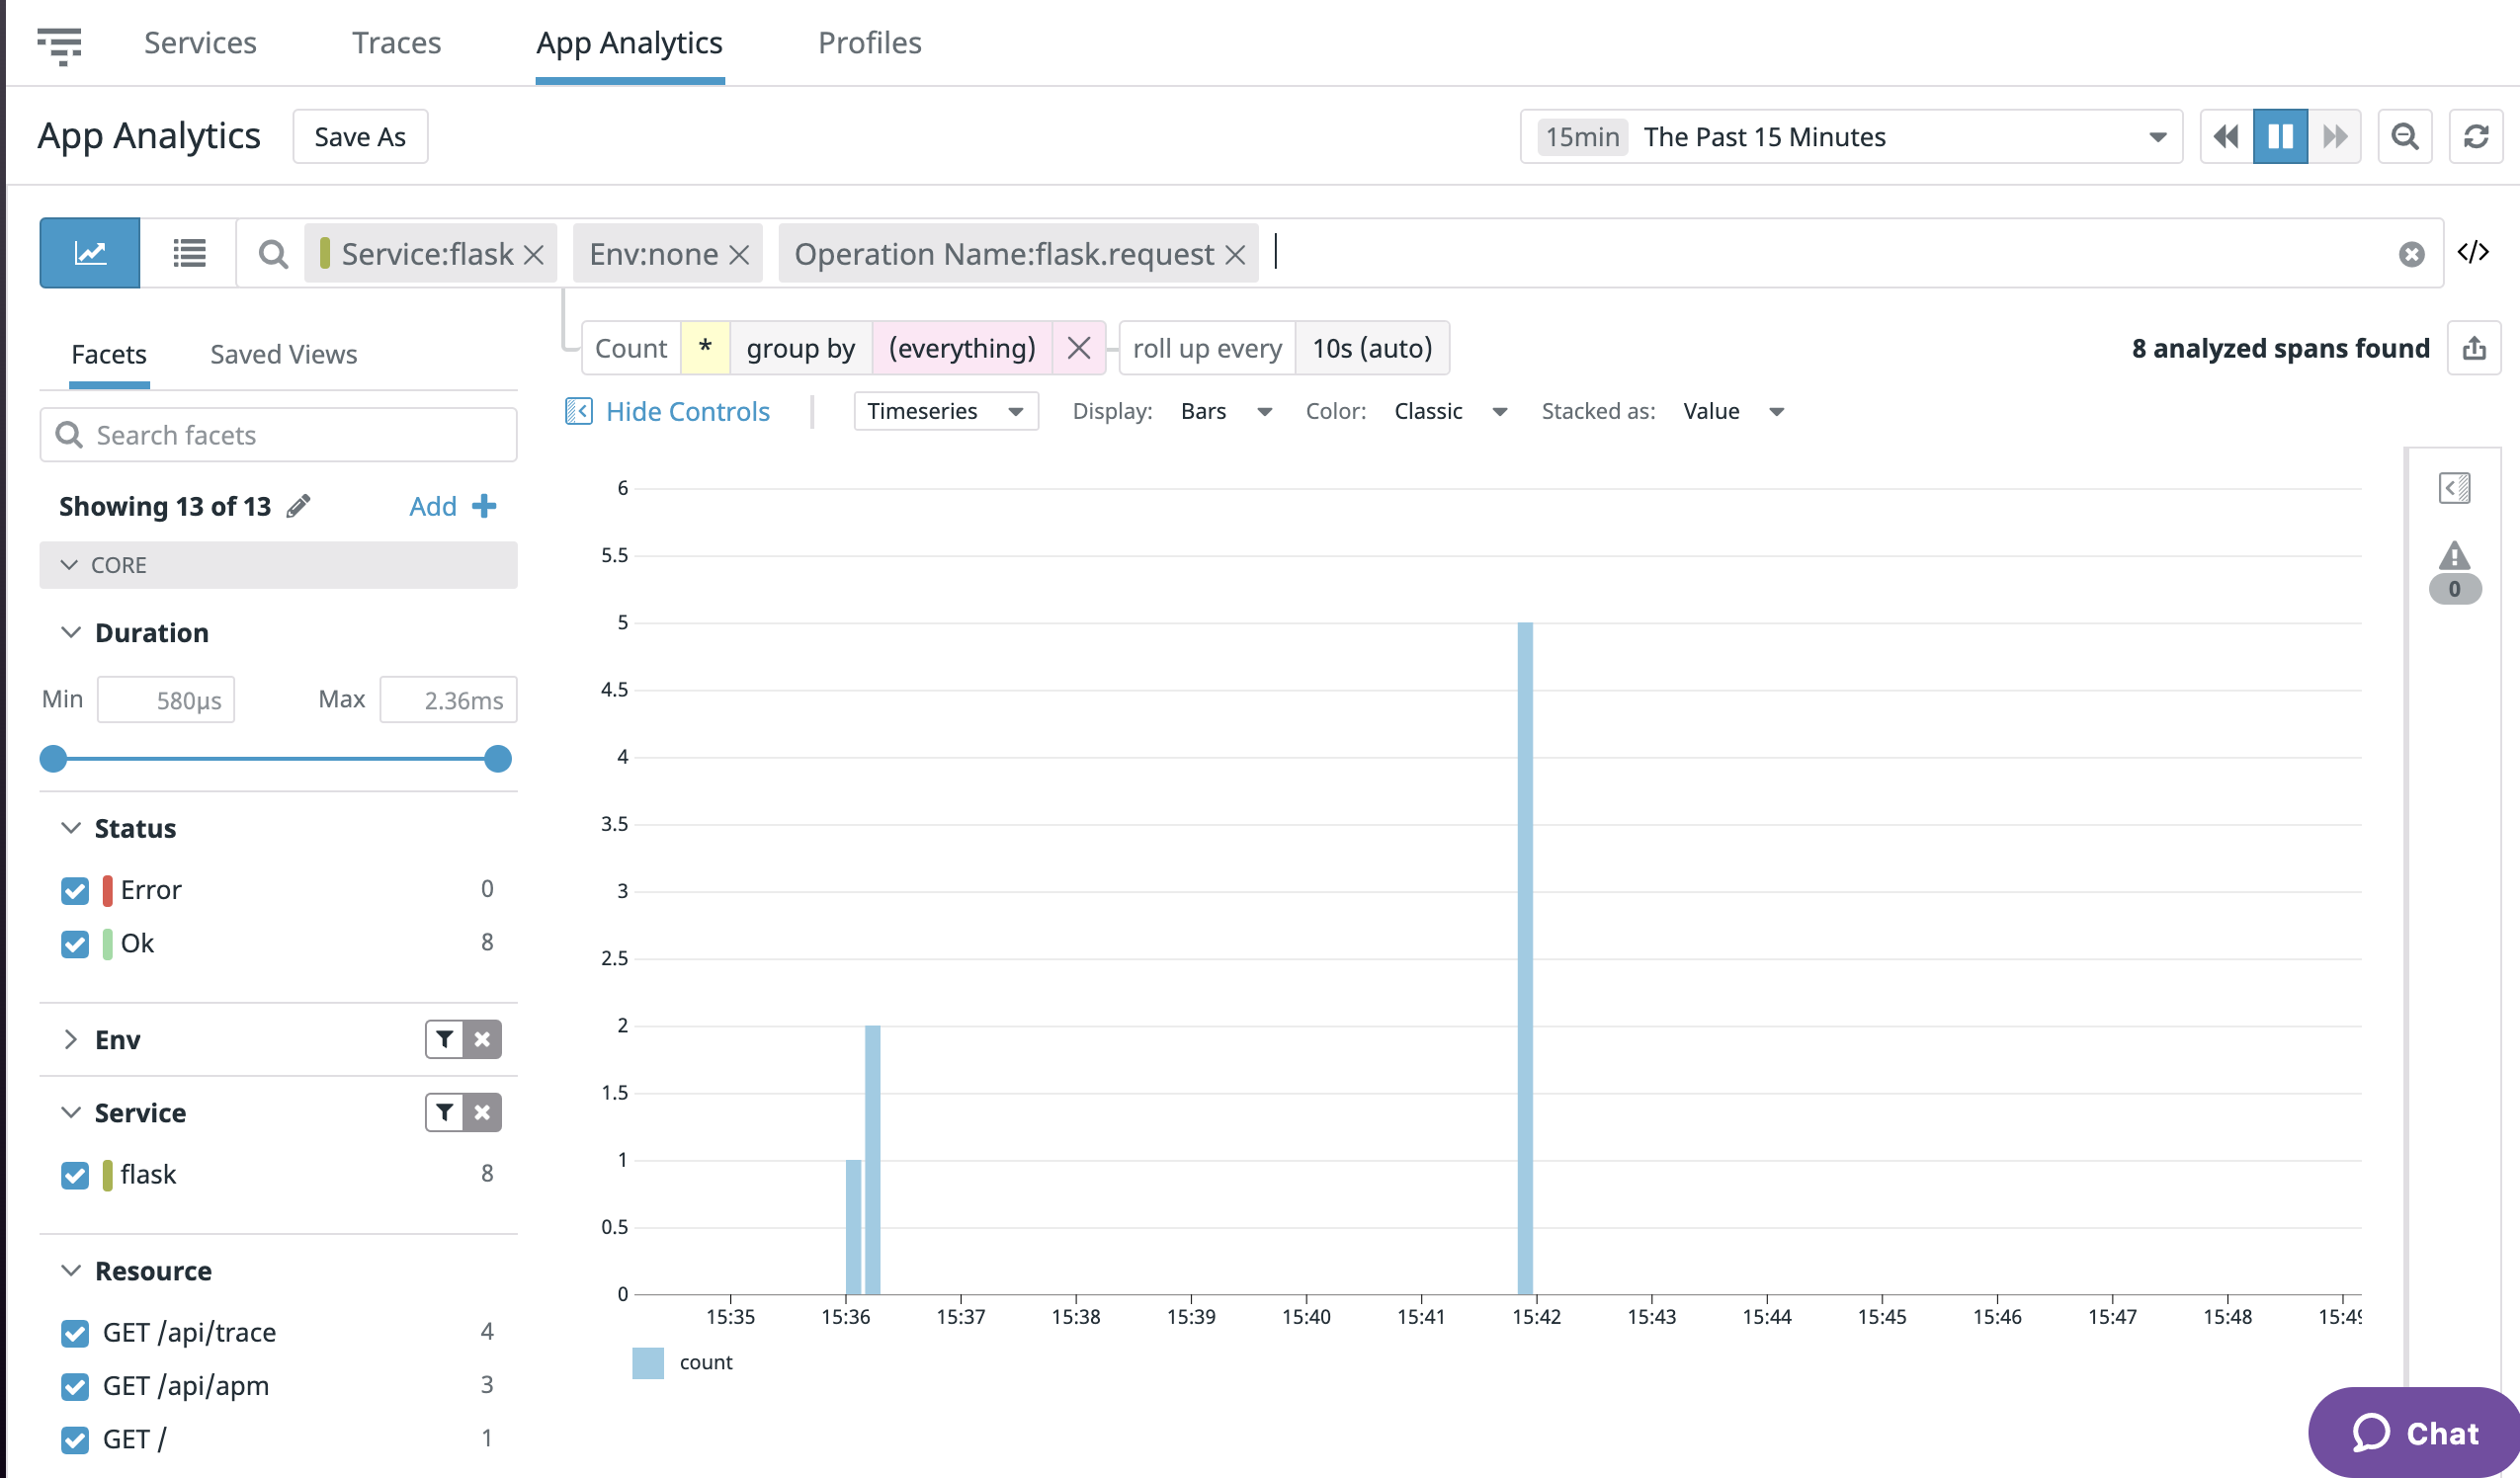 Services Traces App Analytics Profiles
App Analytics Save As 15min The Past 15 Minutes
Service:flask Env:none Operation Name:flask.request </>
Count * group by (everything) roll up every 10s (auto) 8 analyzed spans found
Facets Saved Views
Hide Controls Timeseries Display: Bars Color: Classic Stacked as: Value
Search facets
Showing 13 of 13 Add
CORE
Duration
Min 580µs Max 2.36ms
Status
Error 0
Ok 8
Env
Service
flask 8
Resource
GET /api/trace 4
GET /api/apm 3
GET / 1
6
5.5
5
4.5
4
3.5
3
2.5
2
1.5
1
0.5
0
15:35 15:36 15:37 15:38 15:39 15:40 15:41 15:42 15:43 15:44 15:45 15:46 15:47 15:48 15:49
count
0
Chat